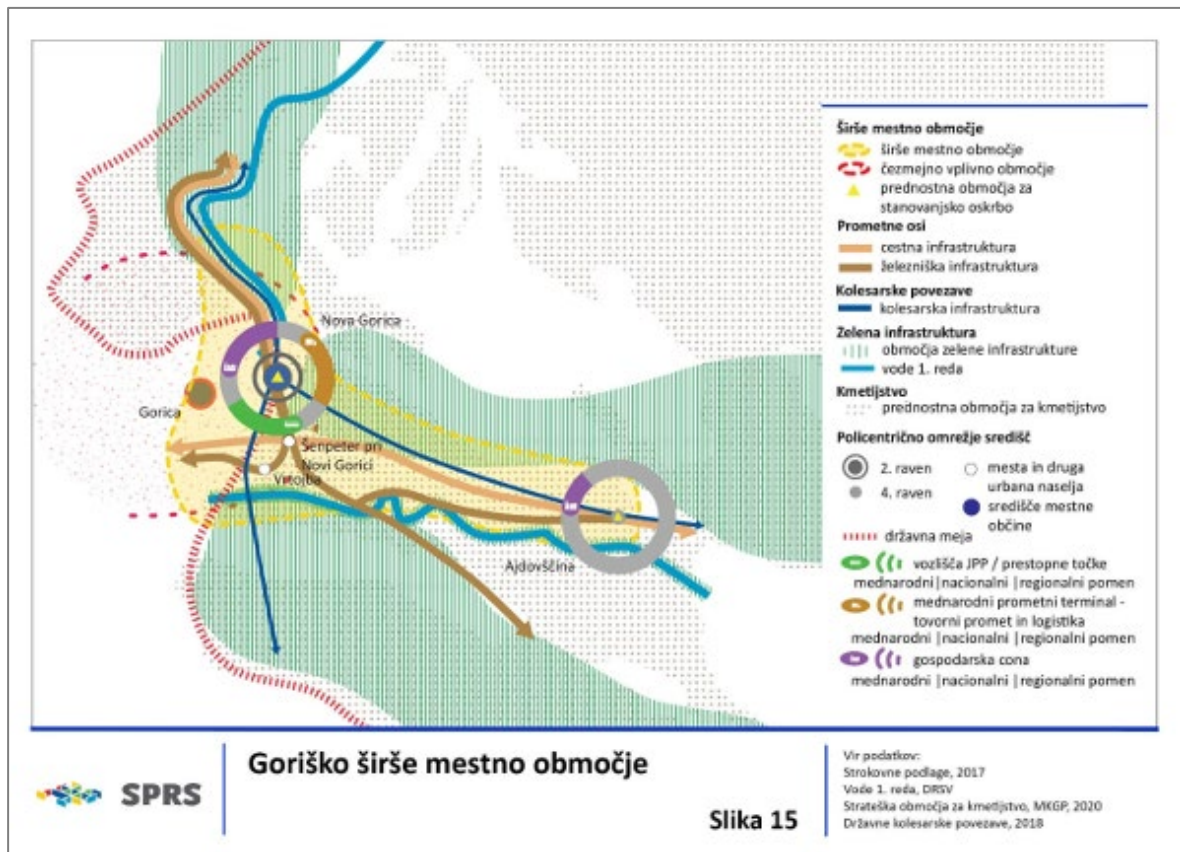 Nova Gorica
Gorica
Šenpeter pri
Novi Gorici
Vrtojba
Ajdovščina
Širše mestno območje
širše mestno območje
čezmejno vplivno območje
prednostna območja za
stanovanjsko oskrbo
Prometne osi
cestna infrastruktura
železniška infrastruktura
Kolesarske povezave
kolesarska infrastruktura
Zelena infrastruktura
območja zelene infrastrukture
vode 1. reda
Kmetijstvo
prednostna območja za kmetijstvo
Policentrično omrežje središč
2. raven
4. raven
mesta in druga
urbana naselja
središče mestne
občine
državna meja
vozlišča JPP / prestopne točke
mednarodni |nacionalni | regionalni pomen
mednarodni prometni terminal -
tovorni promet in logistika
mednarodni |nacionalni | regionalni pomen
gospodarska cona
mednarodni |nacionalni | regionalni pomen
SPRS
Goriško širše mestno območje
Slika 15
Vir podatkov:
Strokovne podlage, 2017
Vode 1. reda, DRSV
Strateška območja za kmetijstvo, MKGP, 2020
Državne kolesarske povezave, 2018